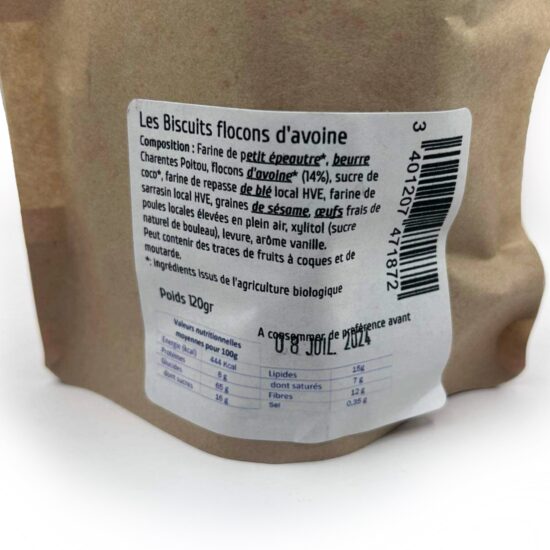 Les Biscuits flocons d'avoine
Composition : Farine de petit épeautre*, beurre
Charentes Poitou, flocons d'avoine* (14%), sucre de
coco*, farine de repasse de blé local HVE, farine de
sarrasin local HVE, graines de sésame, œufs frais de
poules locales élevées en plein air, xylitol (sucre
naturel de bouleau), levure, arôme vanille.
Peut contenir des traces de fruits à coques et de
moutarde.
*: ingrédients issus de l'agriculture biologique
Poids 120gr
A consommer de préférence avant
08 JUIL. 2024
Valeurs nutritionnelles
moyennes pour 100g
Energie (kcal) 444 Kcal
Protéines 8 g
Glucides 65 g
dont sucres 16 g
Lipides 16g
dont saturés 7 g
Fibres 12 g
Sel 0,35 g
3 401207 471872